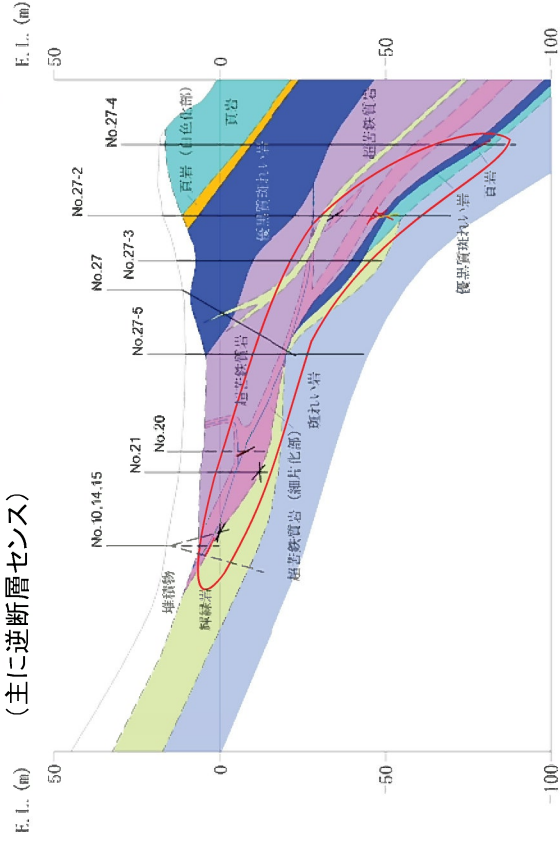 （主に逆断層センス）
E. L. (m)
50
0
-50
-100
E. L. (m)
50
0
-50
-100
No.10,14,15
No.21
No.20
No.27-5
No.27
No.27-3
No.27-2
No.27-4
堆積物
輝緑岩
超苦鉄質岩（細片化部）
斑れい岩
超苦鉄質岩
優黒質斑れい岩
頁岩（白色化部）
頁岩
超苦鉄質岩
優黒質斑れい岩
頁岩